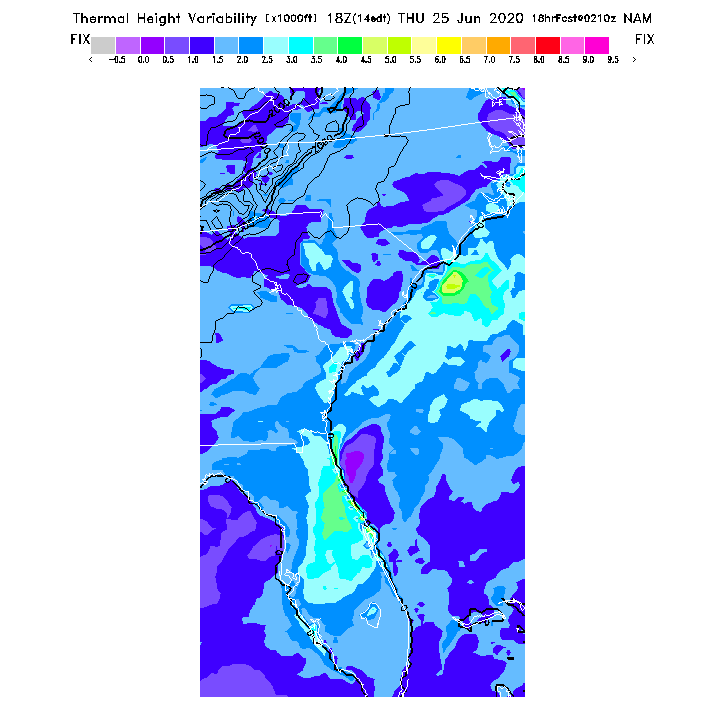 Thermal Height Variability [x1000ft] 18Z(14edt) THU 25 Jun 2020 18hrFcst@0210z NAM
FIX FIX
< -0.5 0.0 0.5 1.0 1.5 2.0 2.5 3.0 3.5 4.0 4.5 5.0 5.5 6.0 6.5 7.0 7.5 8.0 8.5 9.0 9.5 >